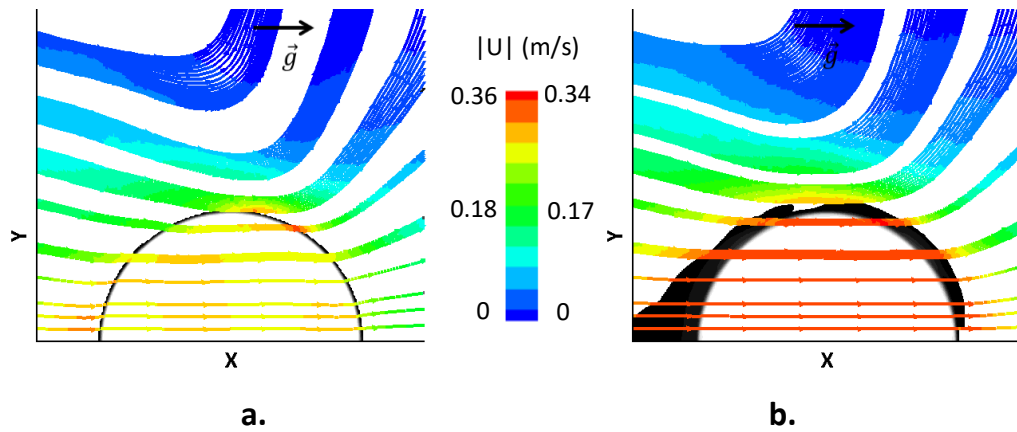 g⃗
Y
X
a.
|U| (m/s)
0.36 0.34
0.18 0.17
0 0
g⃗
Y
X
b.